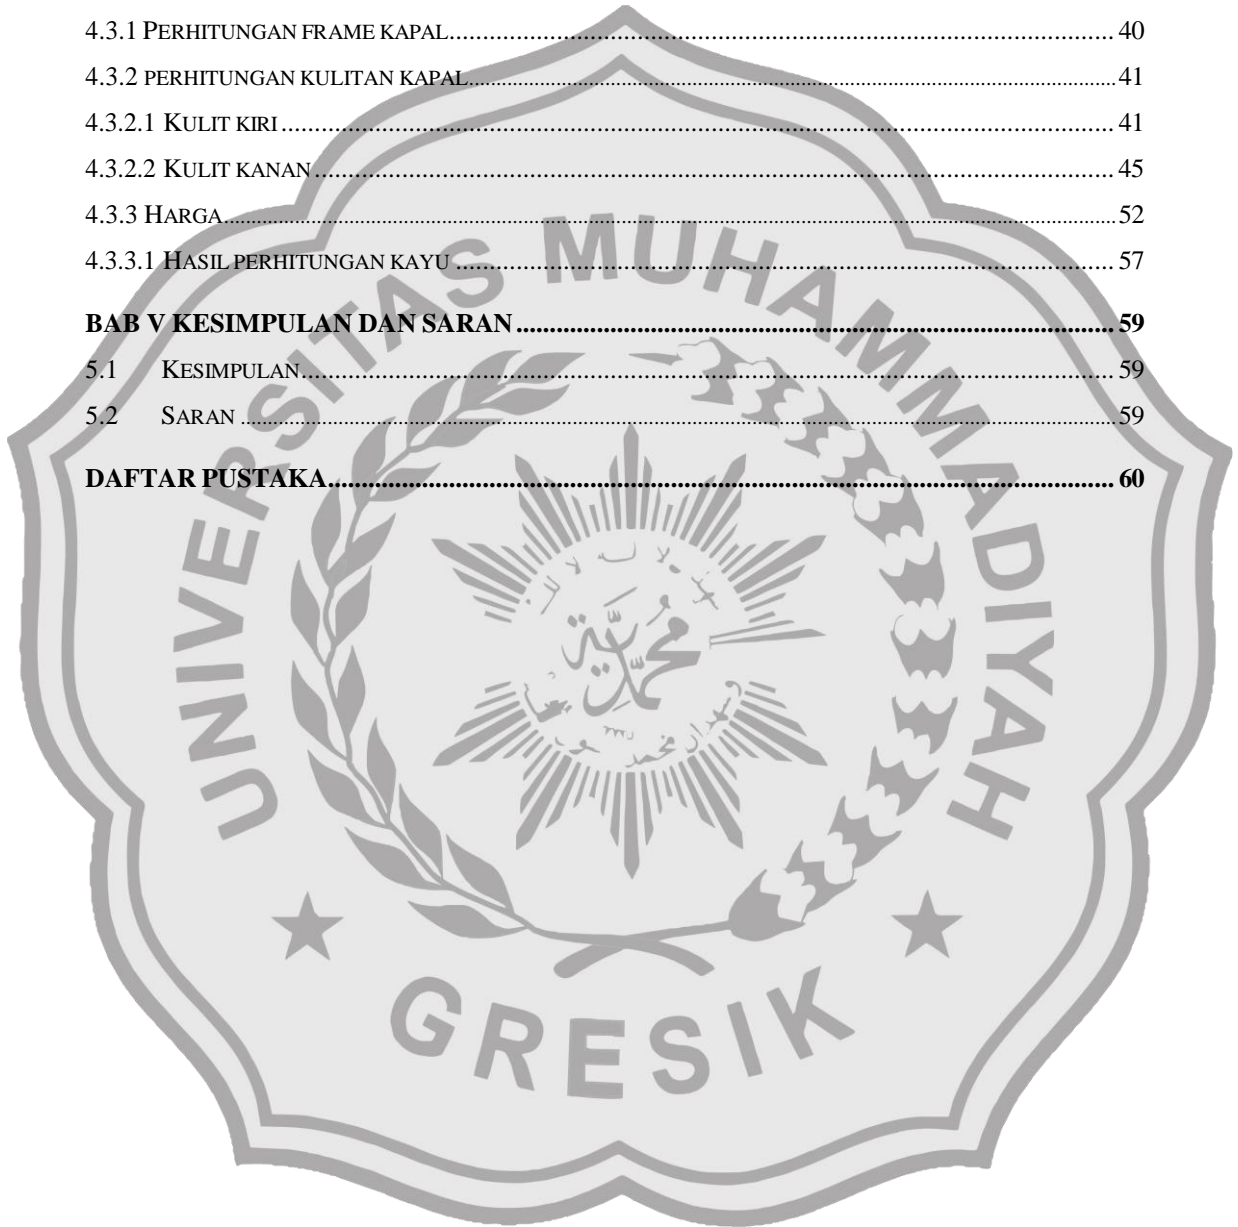 4.3.1 PERHITUNGAN FRAME KAPAL 40
4.3.2 PERHITUNGAN KULITAN KAPAL 41
4.3.2.1 KULIT KIRI 41
4.3.2.2 KULIT KANAN 45
4.3.3 HARGA 52
4.3.3.1 HASIL PERHITUNGAN KAYU 57
BAB V KESIMPULAN DAN SARAN 59
5.1 KESIMPULAN 59
5.2 SARAN 59
DAFTAR PUSTAKA 60
UNIVERSITAS MUHAMMADIYAH
GRESIK
محمدية